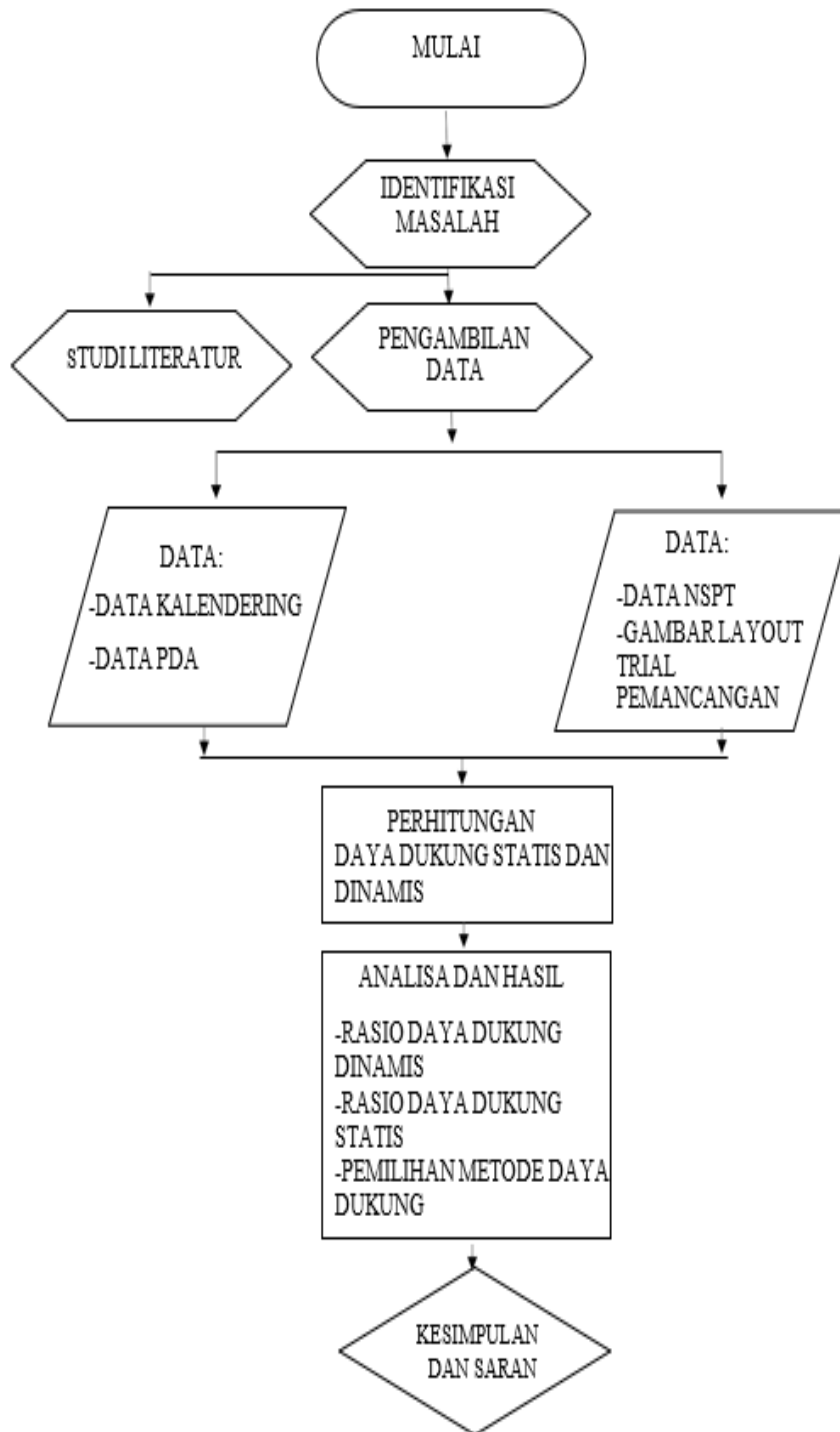 MULAI
IDENTIFIKASI
MASALAH
STUDI LITERATUR
PENGAMBILAN
DATA
DATA:
-DATA KALENDERING
-DATA PDA
DATA:
-DATA NSPT
-GAMBAR LAYOUT
TRIAL
PEMANCANGAN
PERHITUNGAN
DAYA DUKUNG STATIS DAN
DINAMIS
ANALISA DAN HASIL
-RASIO DAYA DUKUNG
DINAMIS
-RASIO DAYA DUKUNG
STATIS
-PEMILIHAN METODE DAYA
DUKUNG
KESIMPULAN
DAN SARAN